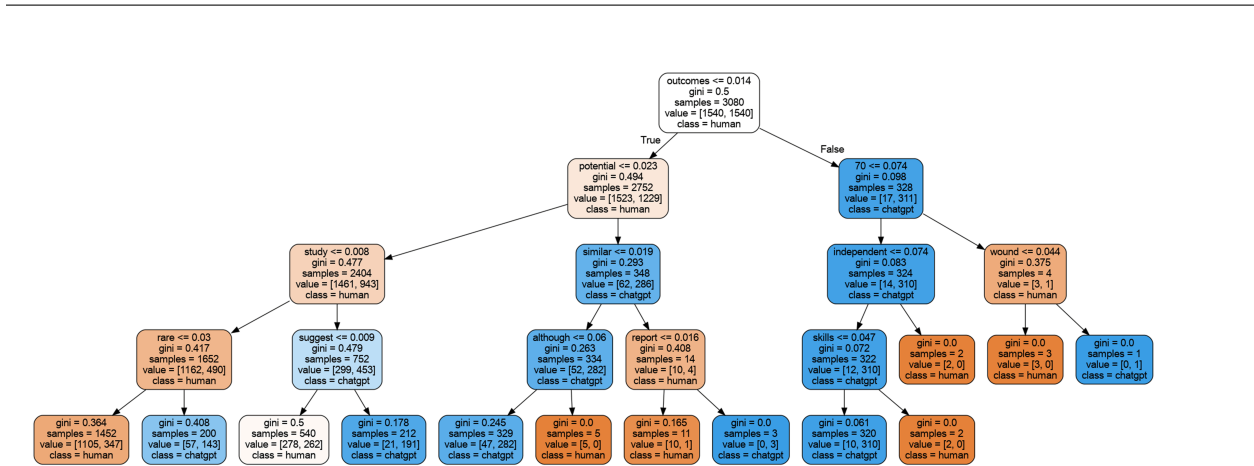 outcomes <= 0.014
gini = 0.5
samples = 3080
value = [1540, 1540]
class = human
True
False
potential <= 0.023
gini = 0.494
samples = 2752
value = [1523, 1229]
class = human
70 <= 0.074
gini = 0.098
samples = 328
value = [17, 311]
class = chatgpt
study <= 0.008
gini = 0.477
samples = 2404
value = [1461, 943]
class = human
similar <= 0.019
gini = 0.293
samples = 348
value = [62, 286]
class = chatgpt
independent <= 0.074
gini = 0.083
samples = 324
value = [14, 310]
class = chatgpt
wound <= 0.044
gini = 0.375
samples = 4
value = [3, 1]
class = human
rare <= 0.03
gini = 0.417
samples = 1652
value = [1162, 490]
class = human
suggest <= 0.009
gini = 0.479
samples = 752
value = [299, 453]
class = chatgpt
although <= 0.06
gini = 0.263
samples = 334
value = [52, 282]
class = chatgpt
report <= 0.016
gini = 0.408
samples = 14
value = [10, 4]
class = human
skills <= 0.047
gini = 0.072
samples = 322
value = [12, 310]
class = chatgpt
gini = 0.0
samples = 2
value = [2, 0]
class = human
gini = 0.0
samples = 3
value = [3, 0]
class = human
gini = 0.0
samples = 1
value = [0, 1]
class = chatgpt
gini = 0.364
samples = 1452
value = [1105, 347]
class = human
gini = 0.408
samples = 200
value = [57, 143]
class = chatgpt
gini = 0.5
samples = 540
value = [278, 262]
class = human
gini = 0.178
samples = 212
value = [21, 191]
class = chatgpt
gini = 0.245
samples = 329
value = [47, 282]
class = chatgpt
gini = 0.0
samples = 5
value = [5, 0]
class = human
gini = 0.165
samples = 11
value = [10, 1]
class = human
gini = 0.0
samples = 3
value = [0, 3]
class = chatgpt
gini = 0.061
samples = 320
value = [10, 310]
class = chatgpt
gini = 0.0
samples = 2
value = [2, 0]
class = human